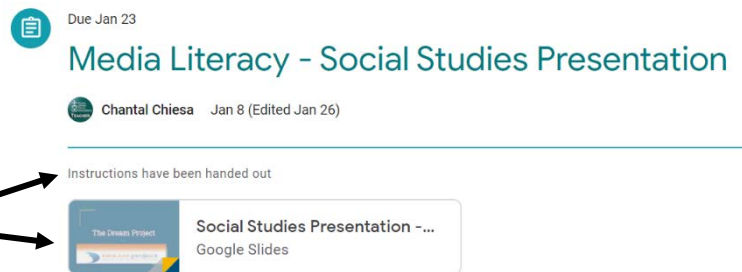 Due Jan 23
Media Literacy - Social Studies Presentation
TEACHER
Chantal Chiesa Jan 8 (Edited Jan 26)
Instructions have been handed out
The Dream Project
Social Studies Presentation -...
Google Slides